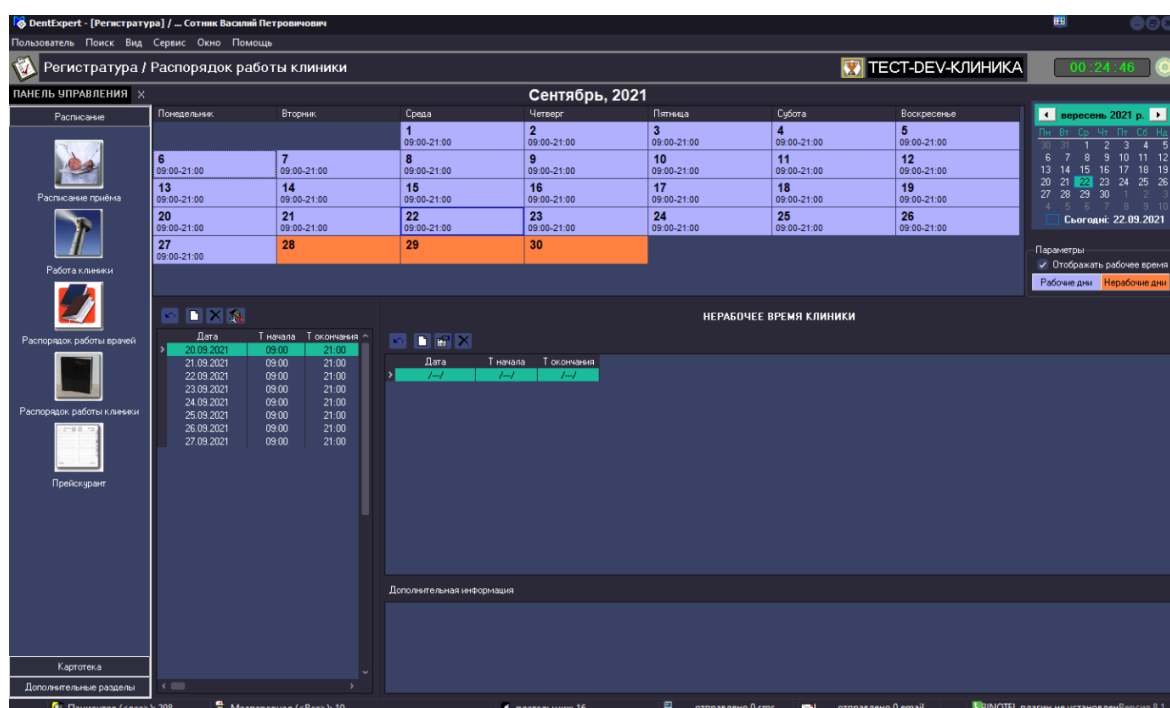 DentExpert - [Регистратура] / ... Сотник Василий Петровичович
Пользователь Поиск Вид Сервис Окно Помощь
Регистратура / Распорядок работы клиники
ТЕСТ-DEV-КЛИНИКА
00:24:46
ПАНЕЛЬ УПРАВЛЕНИЯ X
Расписание
Расписание приёма
Работа клиники
Распорядок работы врачей
Распорядок работы клиники
Прейскурант
Картотека
Дополнительные разделы
Сентябрь, 2021
Понедельник Вторник Среда Четверг Пятница Субота Воскресенье
1 2 3 4 5
09:00-21:00 09:00-21:00 09:00-21:00 09:00-21:00 09:00-21:00
6 7 8 9 10 11 12
09:00-21:00 09:00-21:00 09:00-21:00 09:00-21:00 09:00-21:00 09:00-21:00 09:00-21:00
13 14 15 16 17 18 19
09:00-21:00 09:00-21:00 09:00-21:00 09:00-21:00 09:00-21:00 09:00-21:00 09:00-21:00
20 21 22 23 24 25 26
09:00-21:00 09:00-21:00 09:00-21:00 09:00-21:00 09:00-21:00 09:00-21:00 09:00-21:00
27 28 29 30
09:00-21:00
вересень 2021 р.
Пн Вт Ср Чт Пт Сб Нд
30 31 1 2 3 4 5
6 7 8 9 10 11 12
13 14 15 16 17 18 19
20 21 22 23 24 25 26
27 28 29 30 1 2 3
4 5 6 7 8 9 10
Сьогодні: 22.09.2021
Параметры
Отображать рабочее время
Рабочие дни Нерабочие дни
Дата Т начала Т окончания
20.09.2021 09:00 21:00
21.09.2021 09:00 21:00
22.09.2021 09:00 21:00
23.09.2021 09:00 21:00
24.09.2021 09:00 21:00
25.09.2021 09:00 21:00
26.09.2021 09:00 21:00
27.09.2021 09:00 21:00
НЕРАБОЧЕЕ ВРЕМЯ КЛИНИКИ
Дата Т начала Т окончания
/---/ /---/ /---/
Дополнительная информация
отправлено 0 sms отправлено 0 email BINOTEL плагин не установлен Версия 8.1